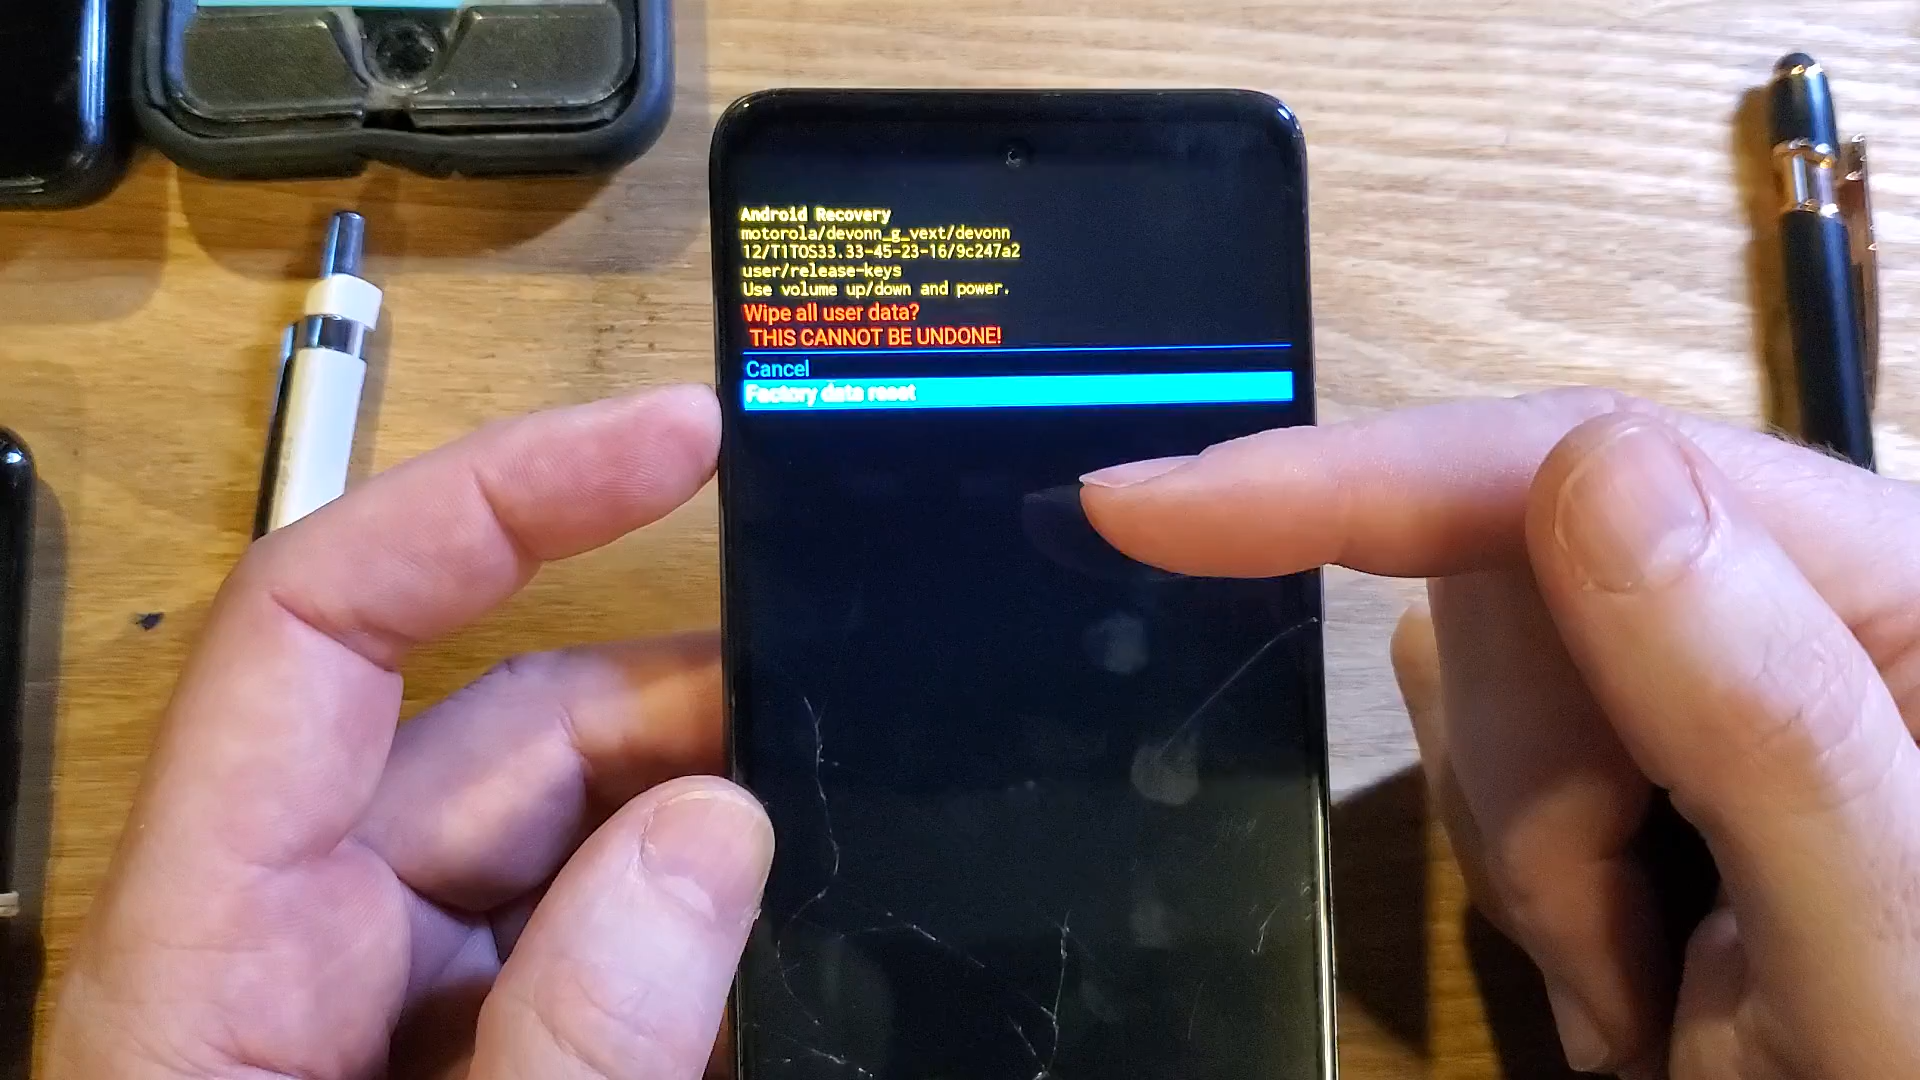 Android Recovery
motorola/devonn_g_vext/devonn
12/T1TOS33.33-45-23-16/9c247a2
user/release-keys
Use volume up/down and power.
Wipe all user data?
THIS CANNOT BE UNDONE!
Cancel
Factory data reset